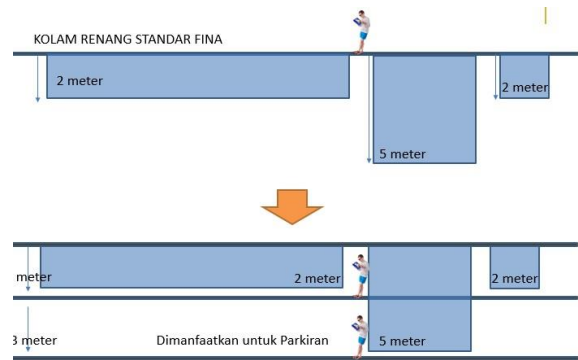 KOLAM RENANG STANDAR FINA
2 meter
2 meter
5 meter
meter
2 meter
2 meter
3 meter
Dimanfaatkan untuk Parkiran
5 meter